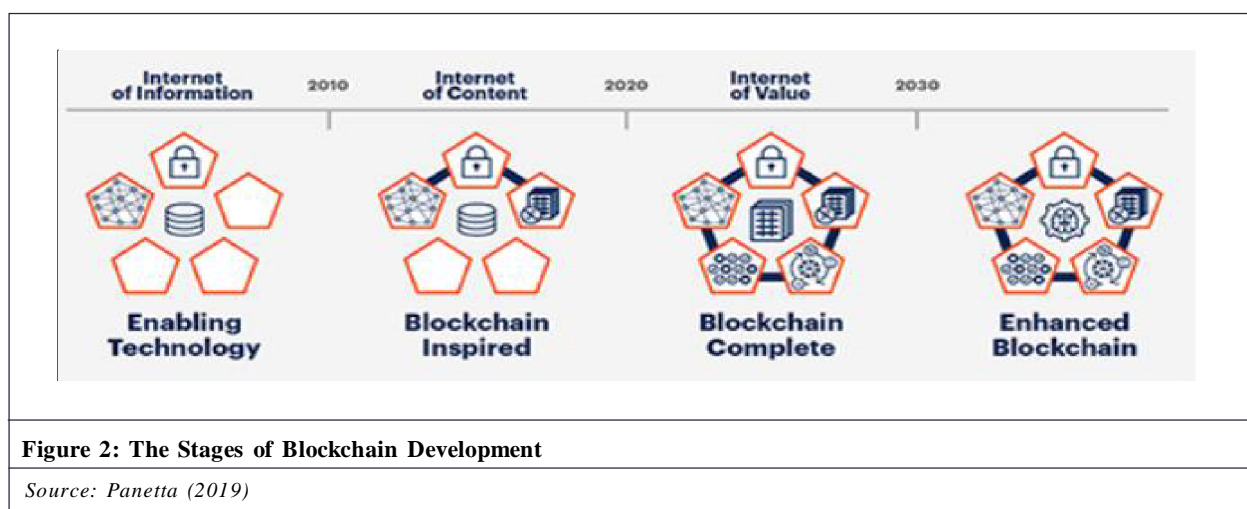 Internet
of Information
2010
Internet
of Content
2020
Internet
of Value
2030
Enabling
Technology
Blockchain
Inspired
Blockchain
Complete
Enhanced
Blockchain
Figure 2: The Stages of Blockchain Development
Source: Panetta (2019)